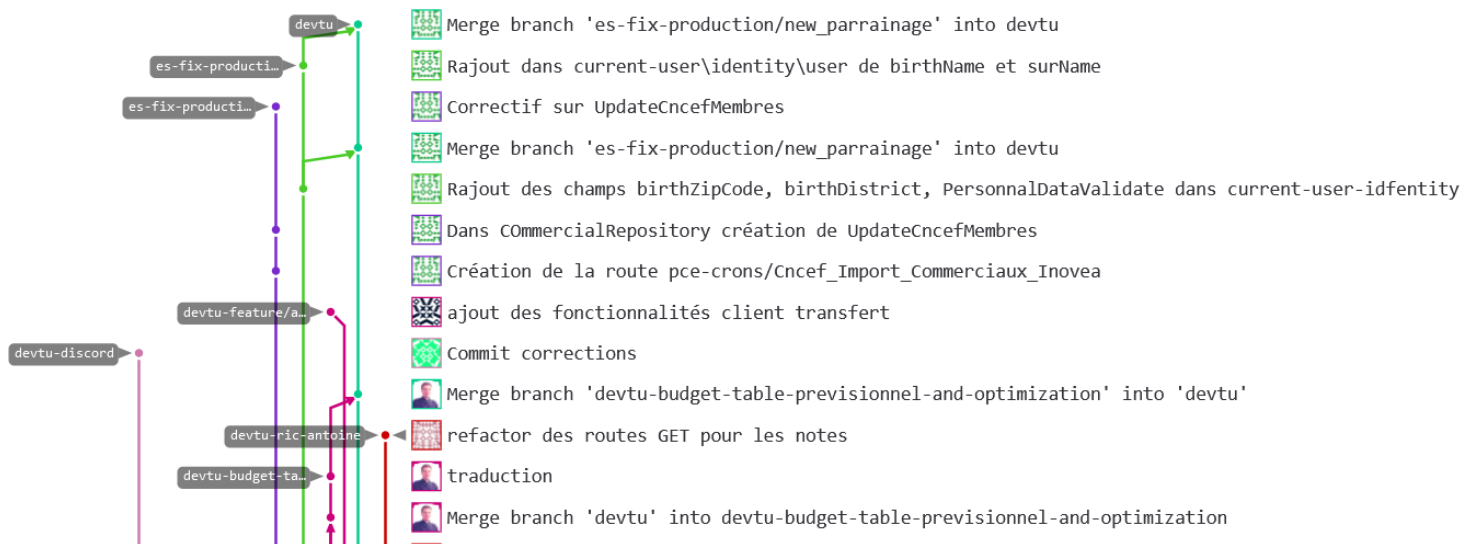 devtu Merge branch 'es-fix-production/new_parrainage' into devtu
es-fix-producti… Rajout dans current-user\identity\user de birthName et surName
es-fix-producti… Correctif sur UpdateCncefMembres
Merge branch 'es-fix-production/new_parrainage' into devtu
Rajout des champs birthZipCode, birthDistrict, PersonnalDataValidate dans current-user-idfentity
Dans COmmercialRepository création de UpdateCncefMembres
Création de la route pce-crons/Cncef_Import_Commerciaux_Inovea
devtu-feature/a… ajout des fonctionnalités client transfert
devtu-discord Commit corrections
Merge branch 'devtu-budget-table-previsionnel-and-optimization' into 'devtu'
devtu-ric-antoine refactor des routes GET pour les notes
devtu-budget-ta… traduction
Merge branch 'devtu' into devtu-budget-table-previsionnel-and-optimization